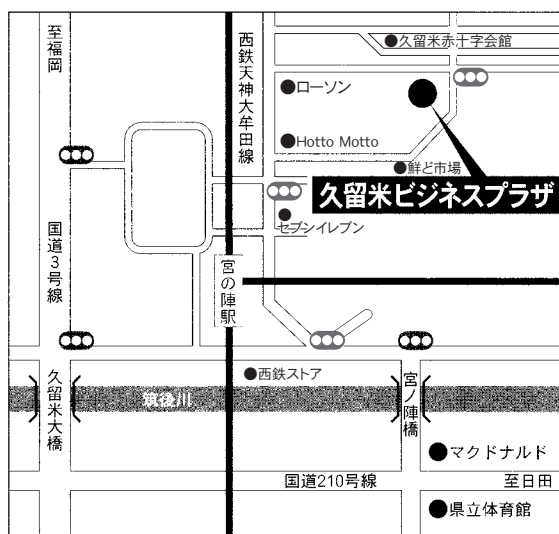 至福岡
西鉄天神大牟田線
久留米赤十字会館
ローソン
Hotto Motto
鮮ど市場
久留米ビジネスプラザ
セブンイレブン
国道3号線
宮の陣駅
西鉄ストア
久留米大橋
筑後川
宮ノ陣橋
マクドナルド
国道210号線
至日田
県立体育館